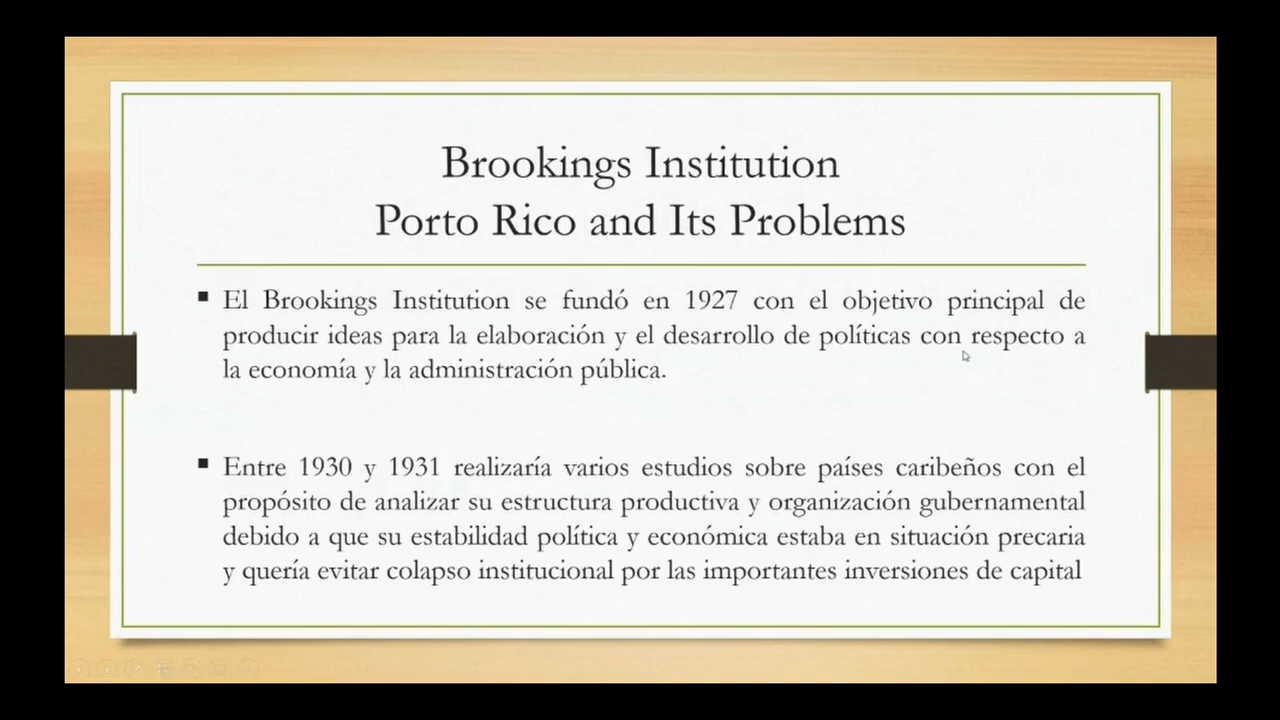 Brookings Institution
Porto Rico and Its Problems
▪ El Brookings Institution se fundó en 1927 con el objetivo principal de
producir ideas para la elaboración y el desarrollo de políticas con respecto a
la economía y la administración pública.
▪ Entre 1930 y 1931 realizaría varios estudios sobre países caribeños con el
propósito de analizar su estructura productiva y organización gubernamental
debido a que su estabilidad política y económica estaba en situación precaria
y quería evitar colapso institucional por las importantes inversiones de capital